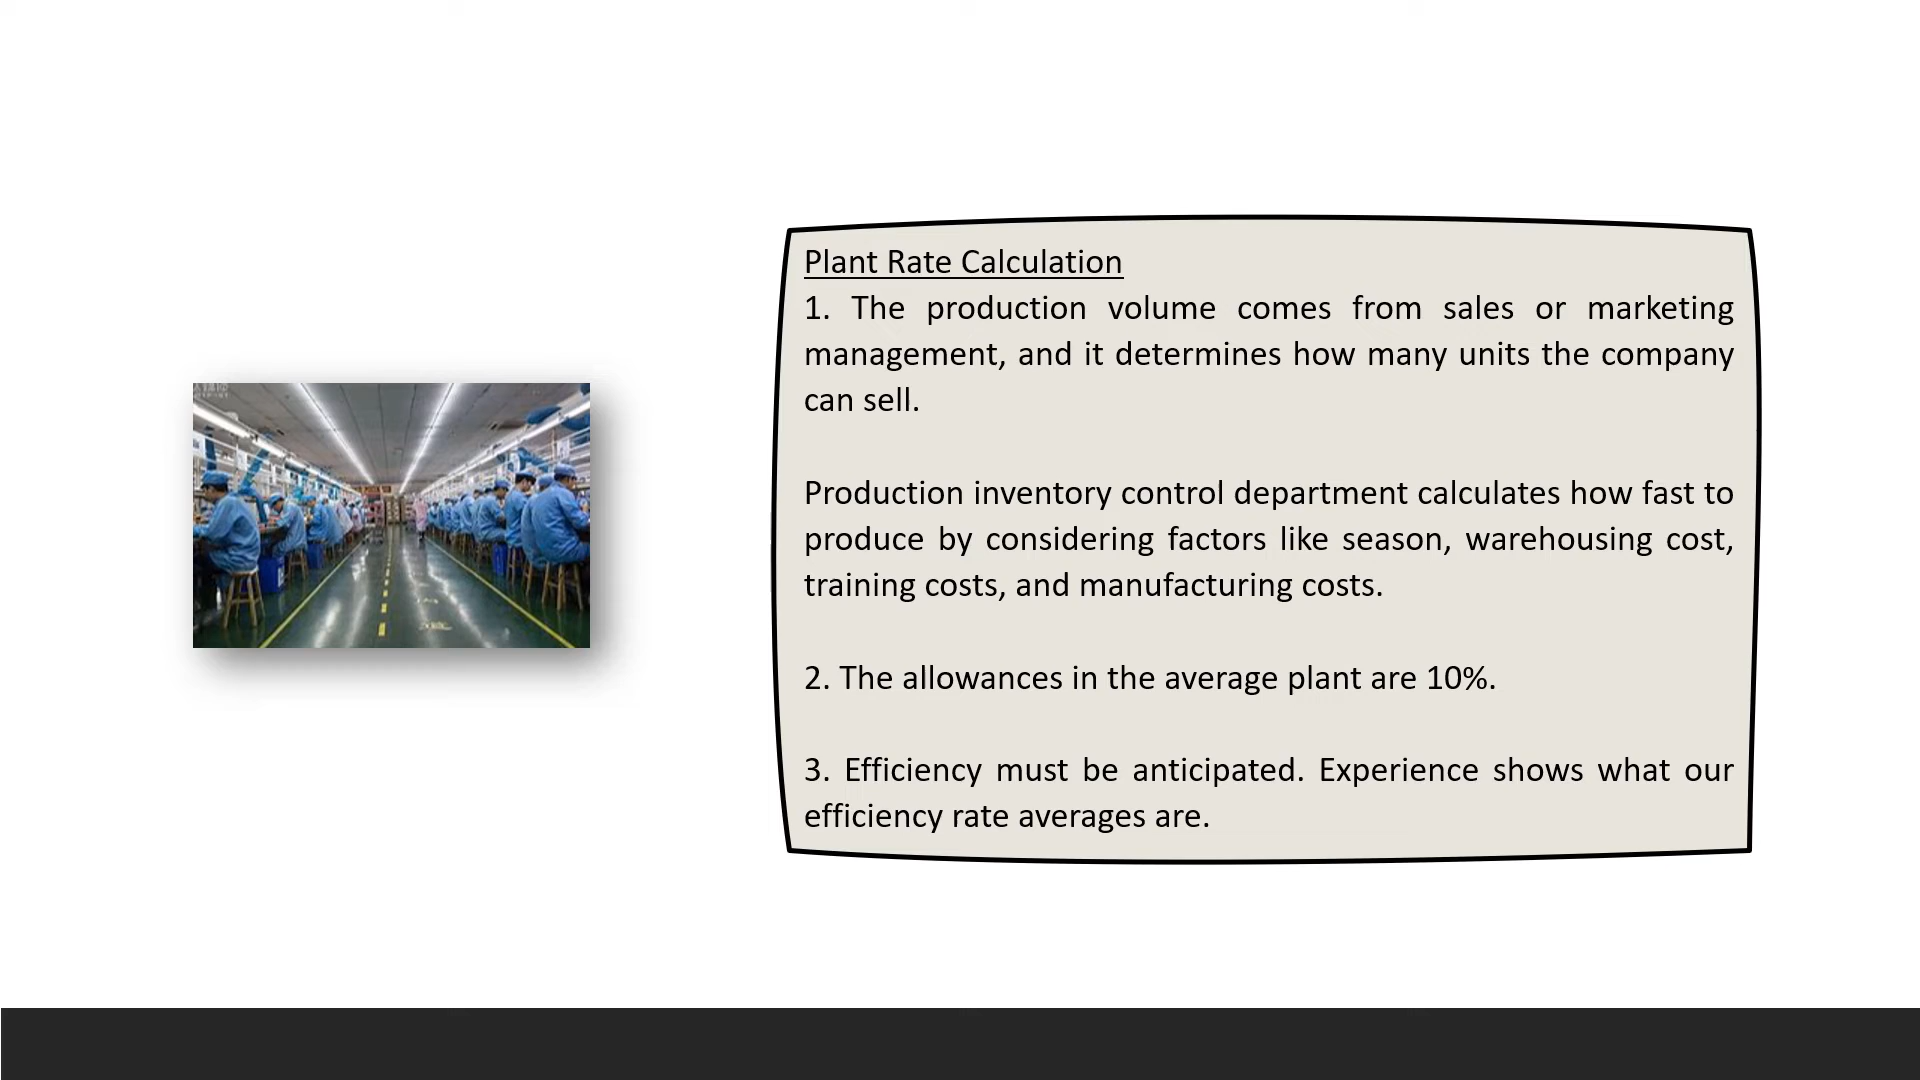 Plant Rate Calculation
1. The production volume comes from sales or marketing
management, and it determines how many units the company
can sell.
Production inventory control department calculates how fast to
produce by considering factors like season, warehousing cost,
training costs, and manufacturing costs.
2. The allowances in the average plant are 10%.
3. Efficiency must be anticipated. Experience shows what our
efficiency rate averages are.